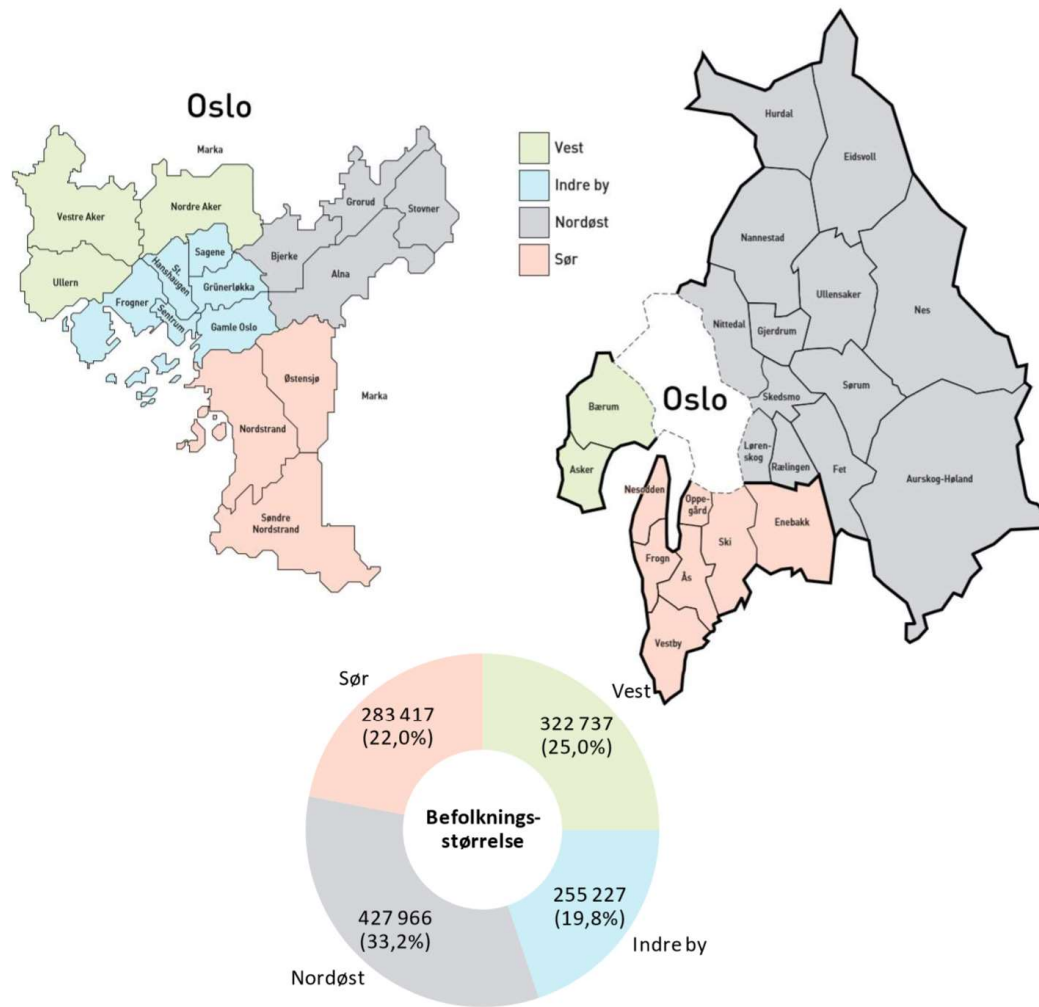 Oslo
Marka
Vestre Aker
Nordre Aker
Ullern
Sagene
St.
Hanshaugen
Grünerløkka
Frogner
Sentrum
Gamle Oslo
Bjerke
Grorud
Stovner
Alna
Østensjø
Marka
Nordstrand
Søndre
Nordstrand
Vest
Indre by
Nordøst
Sør
Hurdal
Eidsvoll
Nannestad
Ullensaker
Nes
Nittedal
Gjerdrum
Oslo
Skedsmo
Sørum
Bærum
Asker
Løren-
skog
Rælingen
Fet
Aurskog-Høland
Nesodden
Oppe-
gård
Ski
Enebakk
Frogn
Ås
Vestby
Sør
283 417
(22,0%)
Vest
322 737
(25,0%)
Befolknings-
størrelse
427 966
(33,2%)
Nordøst
255 227
(19,8%)
Indre by